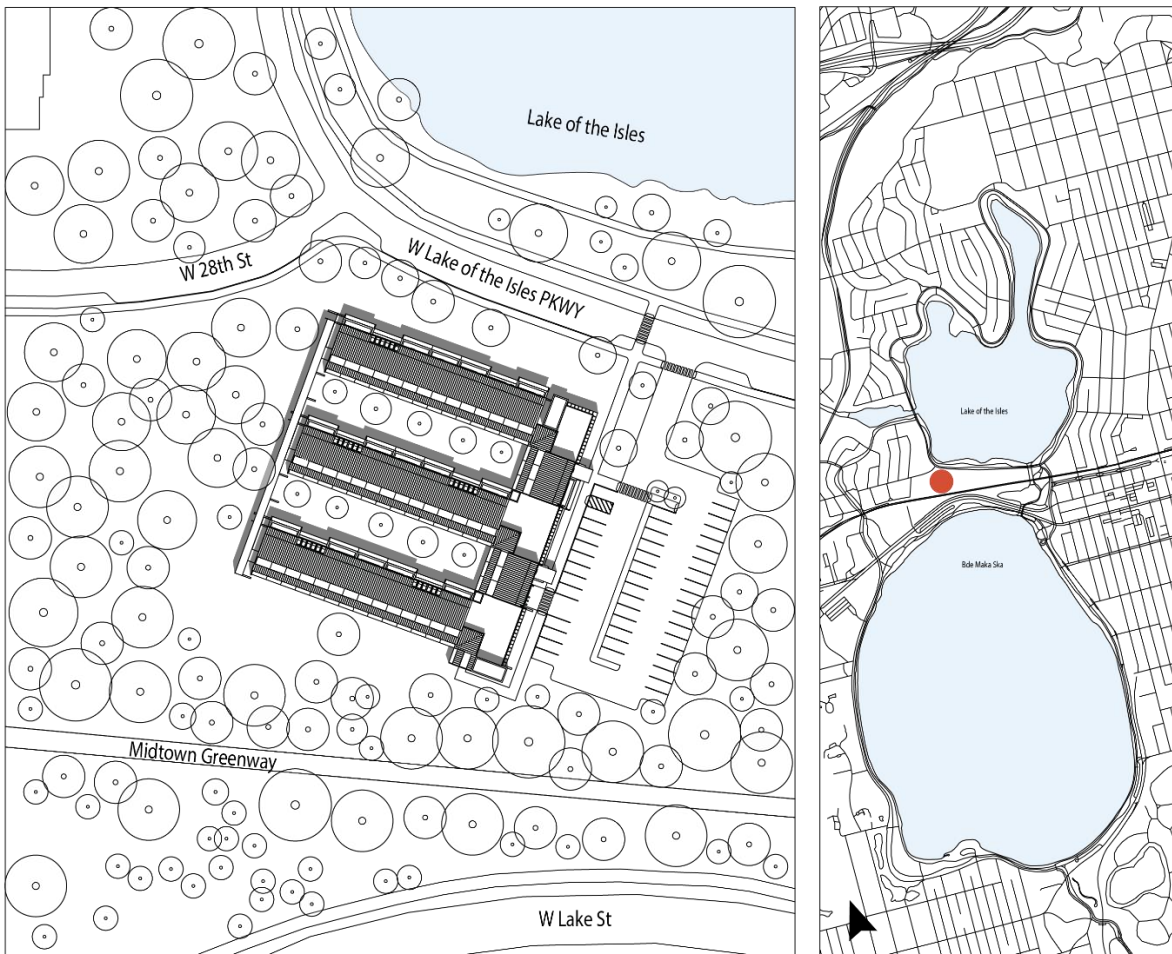 Lake of the Isles
W 28th St
W Lake of the Isles PKWY
Midtown Greenway
W Lake St
Lake of the Isles
Bde Maka Ska